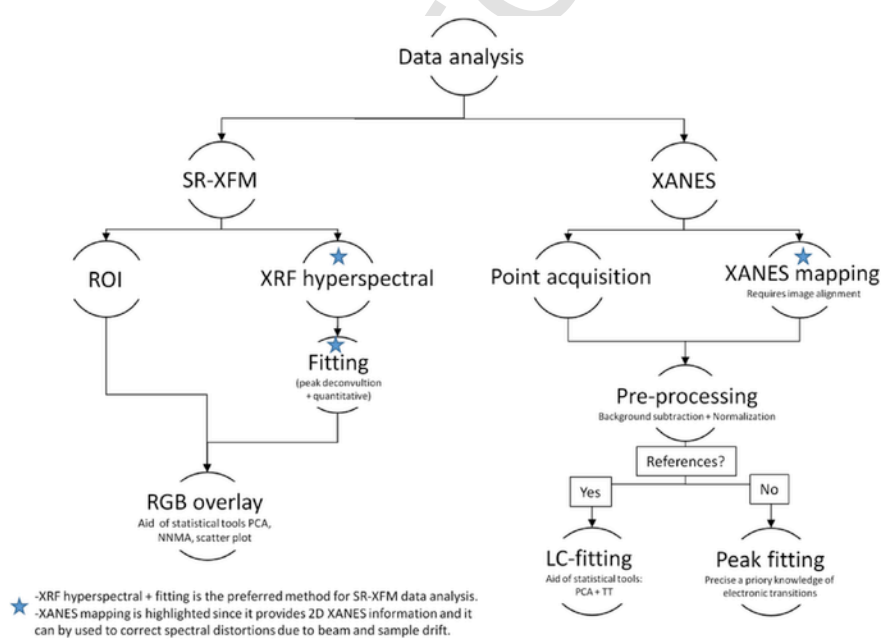 Data analysis
SR-XFM
XANES
ROI
XRF hyperspectral
Point acquisition
XANES mapping
Requires image alignment
Fitting
(peak deconvultion
+ quantitative)
Pre-processing
Background subtraction + Normalization
References?
Yes
No
RGB overlay
Aid of statistical tools PCA,
NNMA, scatter plot
LC-fitting
Aid of statistical tools:
PCA + TT
Peak fitting
Precise a priory knowledge of
electronic transitions
-XRF hyperspectral + fitting is the preferred method for SR-XFM data analysis.
-XANES mapping is highlighted since it provides 2D XANES information and it
can by used to correct spectral distortions due to beam and sample drift.